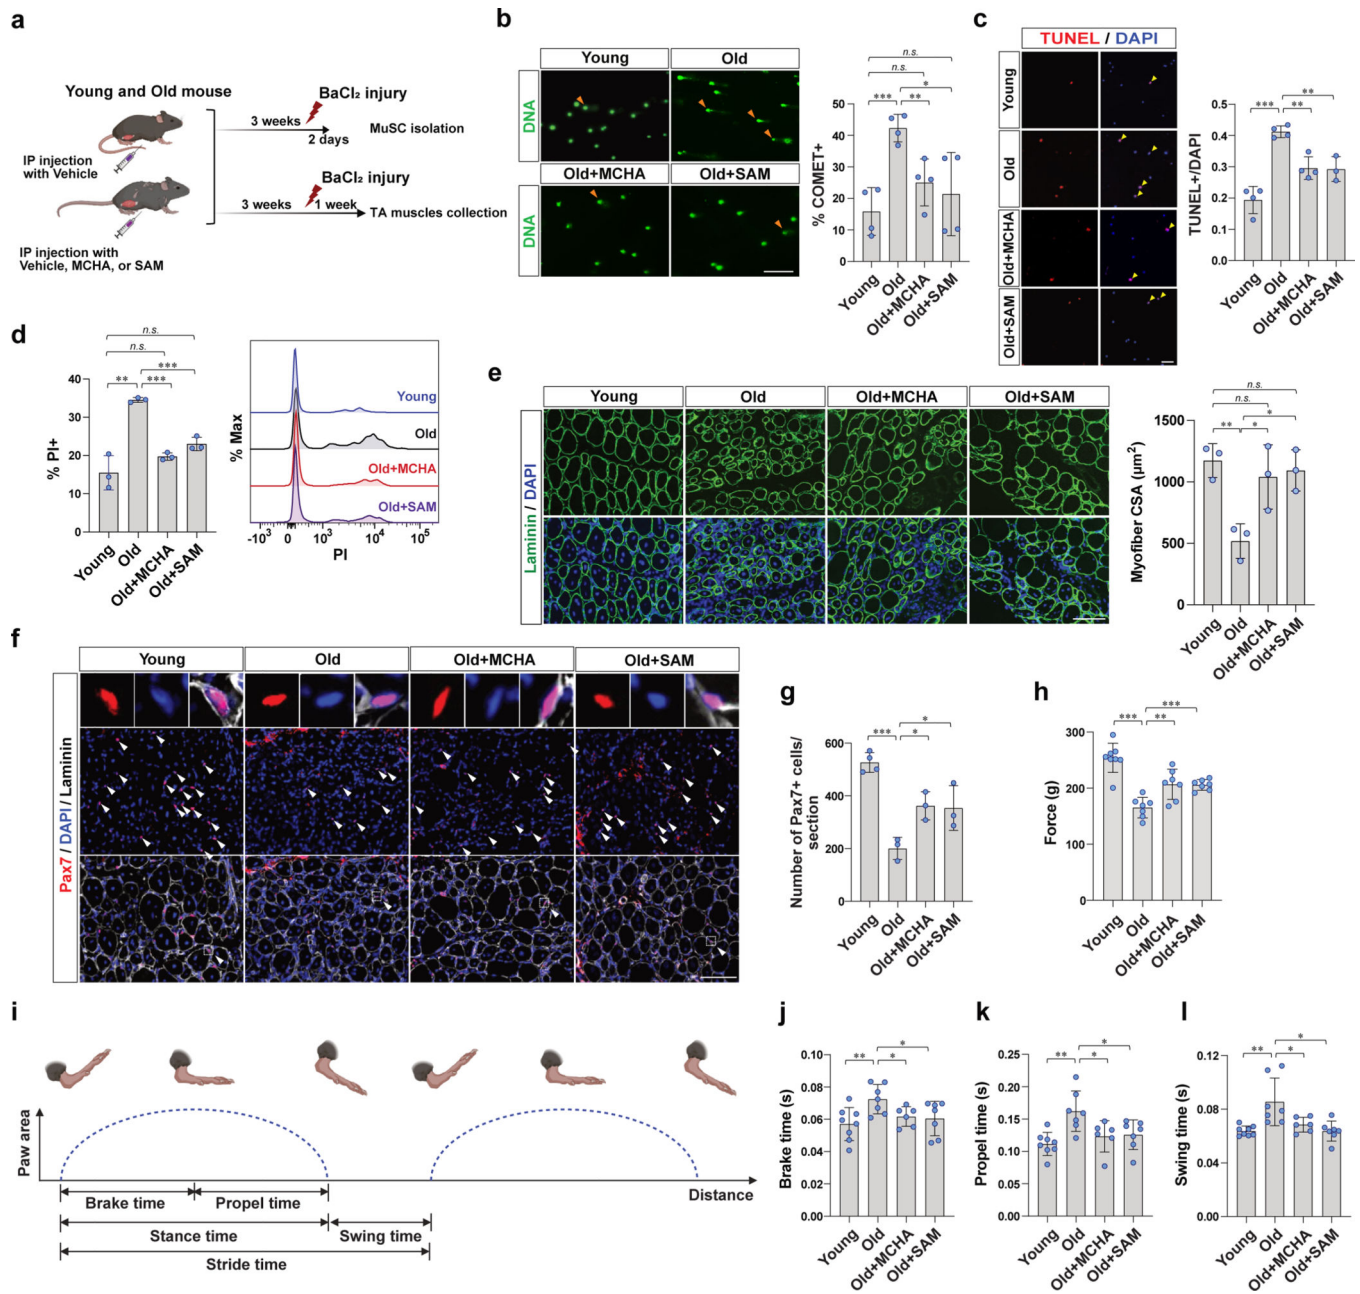 a
Young and Old mouse
IP injection
with Vehicle
IP injection with
Vehicle, MCHA, or SAM
BaCl₂ injury
3 weeks
2 days
MuSC isolation
BaCl₂ injury
3 weeks
1 week
TA muscles collection
b
Young
Old
DNA
Old+MCHA
Old+SAM
DNA
n.s.
n.s.
*
***
**
% COMET+
60
50
40
30
20
10
0
Young
Old
Old+MCHA
Old+SAM
c
TUNEL / DAPI
Young
Old
Old+MCHA
Old+SAM
**
***
**
TUNEL+/DAPI
0.5
0.4
0.3
0.2
0.1
0.0
Young
Old
Old+MCHA
Old+SAM
d
n.s.
n.s.
***
**
***
% PI+
40
30
20
10
0
Young
Old
Old+MCHA
Old+SAM
% Max
Young
Old
Old+MCHA
Old+SAM
-10³
0
10³
10⁴
10⁵
PI
e
Young
Old
Old+MCHA
Old+SAM
Laminin / DAPI
n.s.
n.s.
*
**
*
Myofiber CSA (µm²)
1500
1000
500
0
Young
Old
Old+MCHA
Old+SAM
f
Young
Old
Old+MCHA
Old+SAM
Pax7 / DAPI / Laminin
g
*
***
*
Number of Pax7+ cells/
section
600
400
200
0
Young
Old
Old+MCHA
Old+SAM
h
***
***
**
Force (g)
300
200
100
0
Young
Old
Old+MCHA
Old+SAM
i
Paw area
Distance
Brake time
Propel time
Stance time
Swing time
Stride time
j
*
**
*
Brake time (s)
0.10
0.08
0.06
0.04
0.02
0.00
Young
Old
Old+MCHA
Old+SAM
k
*
**
*
Propel time (s)
0.25
0.20
0.15
0.10
0.05
0.00
Young
Old
Old+MCHA
Old+SAM
l
*
**
*
Swing time (s)
0.12
0.08
0.04
0.00
Young
Old
Old+MCHA
Old+SAM